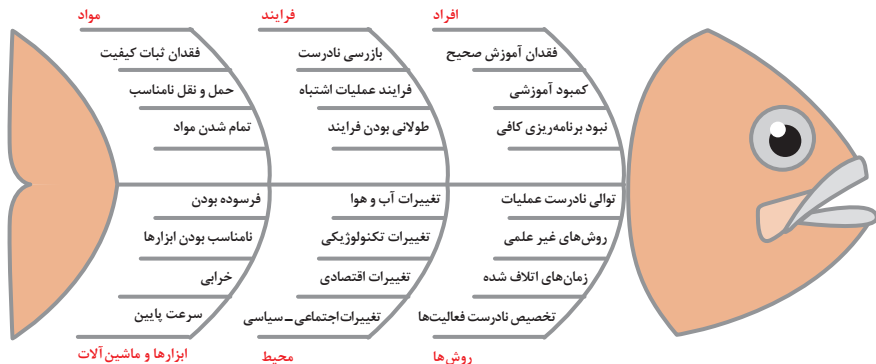 افراد
فقدان آموزش صحیح
کمبود آموزشی
نبود برنامه‌ریزی کافی
فرایند
بازرسی نادرست
فرایند عملیات اشتباه
طولانی بودن فرایند
مواد
فقدان ثبات کیفیت
حمل و نقل نامناسب
تمام شدن مواد
توالی نادرست عملیات
روش‌های غیر علمی
زمان‌های اتلاف شده
تخصیص نادرست فعالیت‌ها
روش‌ها
تغییرات آب و هوا
تغییرات تکنولوژیکی
تغییرات اقتصادی
تغییرات اجتماعی ـ سیاسی
محیط
فرسوده بودن
نامناسب بودن ابزارها
خرابی
سرعت پایین
ابزارها و ماشین‌آلات